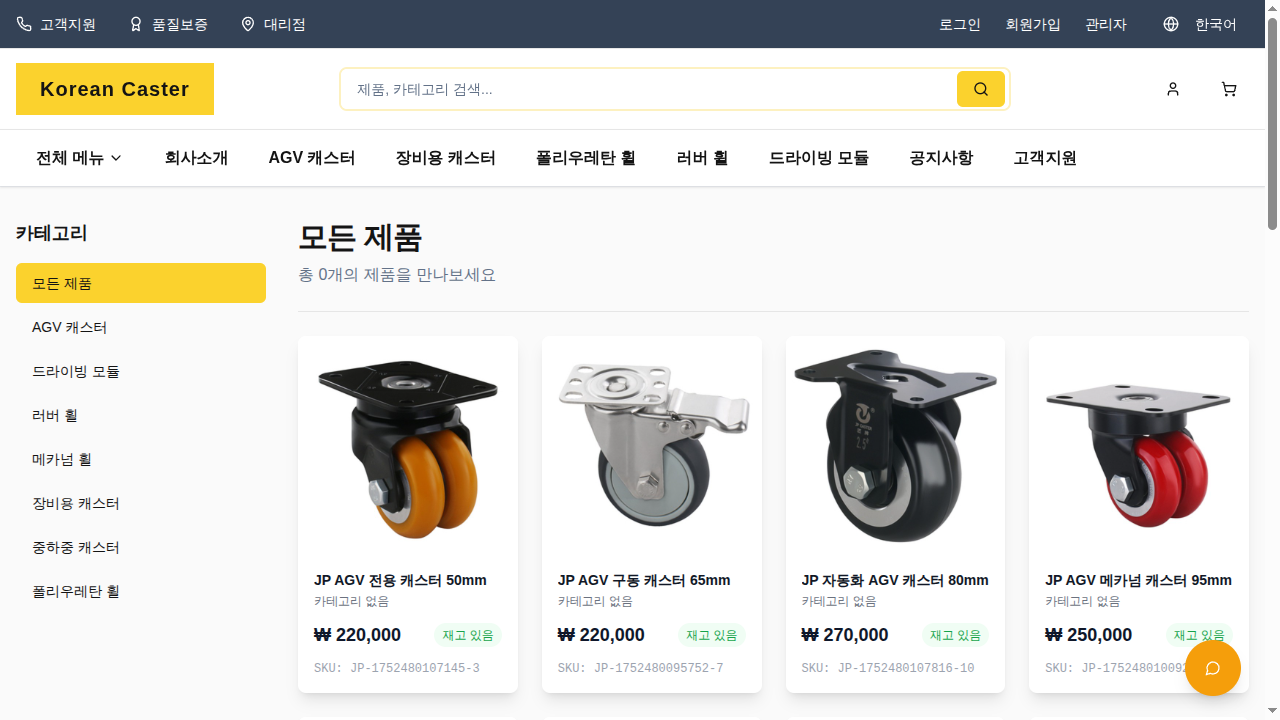 고객지원 품질보증 대리점 로그인 회원가입 관리자 한국어
Korean Caster
제품, 카테고리 검색...
전체 메뉴 회사소개 AGV 캐스터 장비용 캐스터 폴리우레탄 휠 러버 휠 드라이빙 모듈 공지사항 고객지원
카테고리
모든 제품
AGV 캐스터
드라이빙 모듈
러버 휠
메카넘 휠
장비용 캐스터
중하중 캐스터
폴리우레탄 휠
모든 제품
총 0개의 제품을 만나보세요
JP AGV 전용 캐스터 50mm
카테고리 없음
₩ 220,000 재고 있음
SKU: JP-1752480107145-3
JP AGV 구동 캐스터 65mm
카테고리 없음
₩ 220,000 재고 있음
SKU: JP-1752480095752-7
JP 자동화 AGV 캐스터 80mm
카테고리 없음
₩ 270,000 재고 있음
SKU: JP-1752480107816-10
JP AGV 메카넘 캐스터 95mm
카테고리 없음
₩ 250,000 재고 있음
SKU: